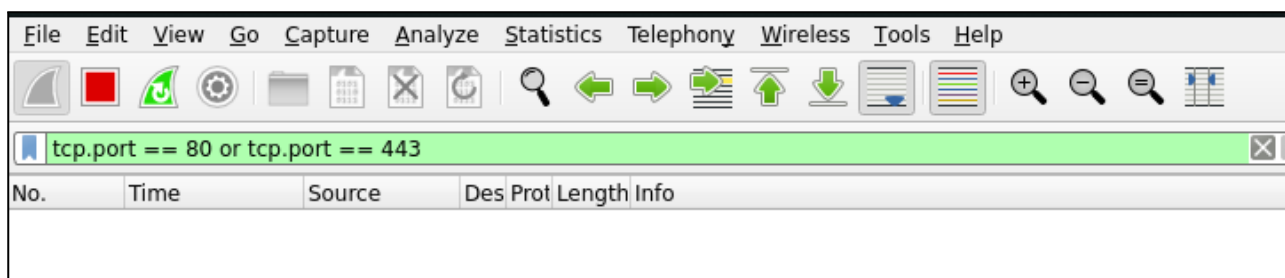 File Edit View Go Capture Analyze Statistics Telephony Wireless Tools Help
tcp.port == 80 or tcp.port == 443
No. Time Source Des Prot Length Info